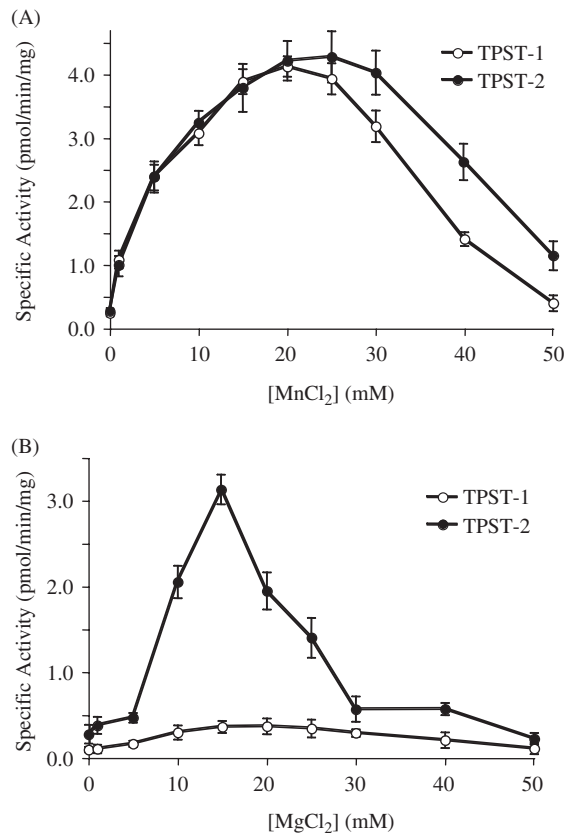 (A)
TPST-1
TPST-2
Specific Activity (pmol/min/mg)
4.0
3.0
2.0
1.0
0.0
0 10 20 30 40 50
[MnCl₂] (mM)
(B)
TPST-1
TPST-2
Specific Activity (pmol/min/mg)
3.0
2.0
1.0
0.0
0 10 20 30 40 50
[MgCl₂] (mM)